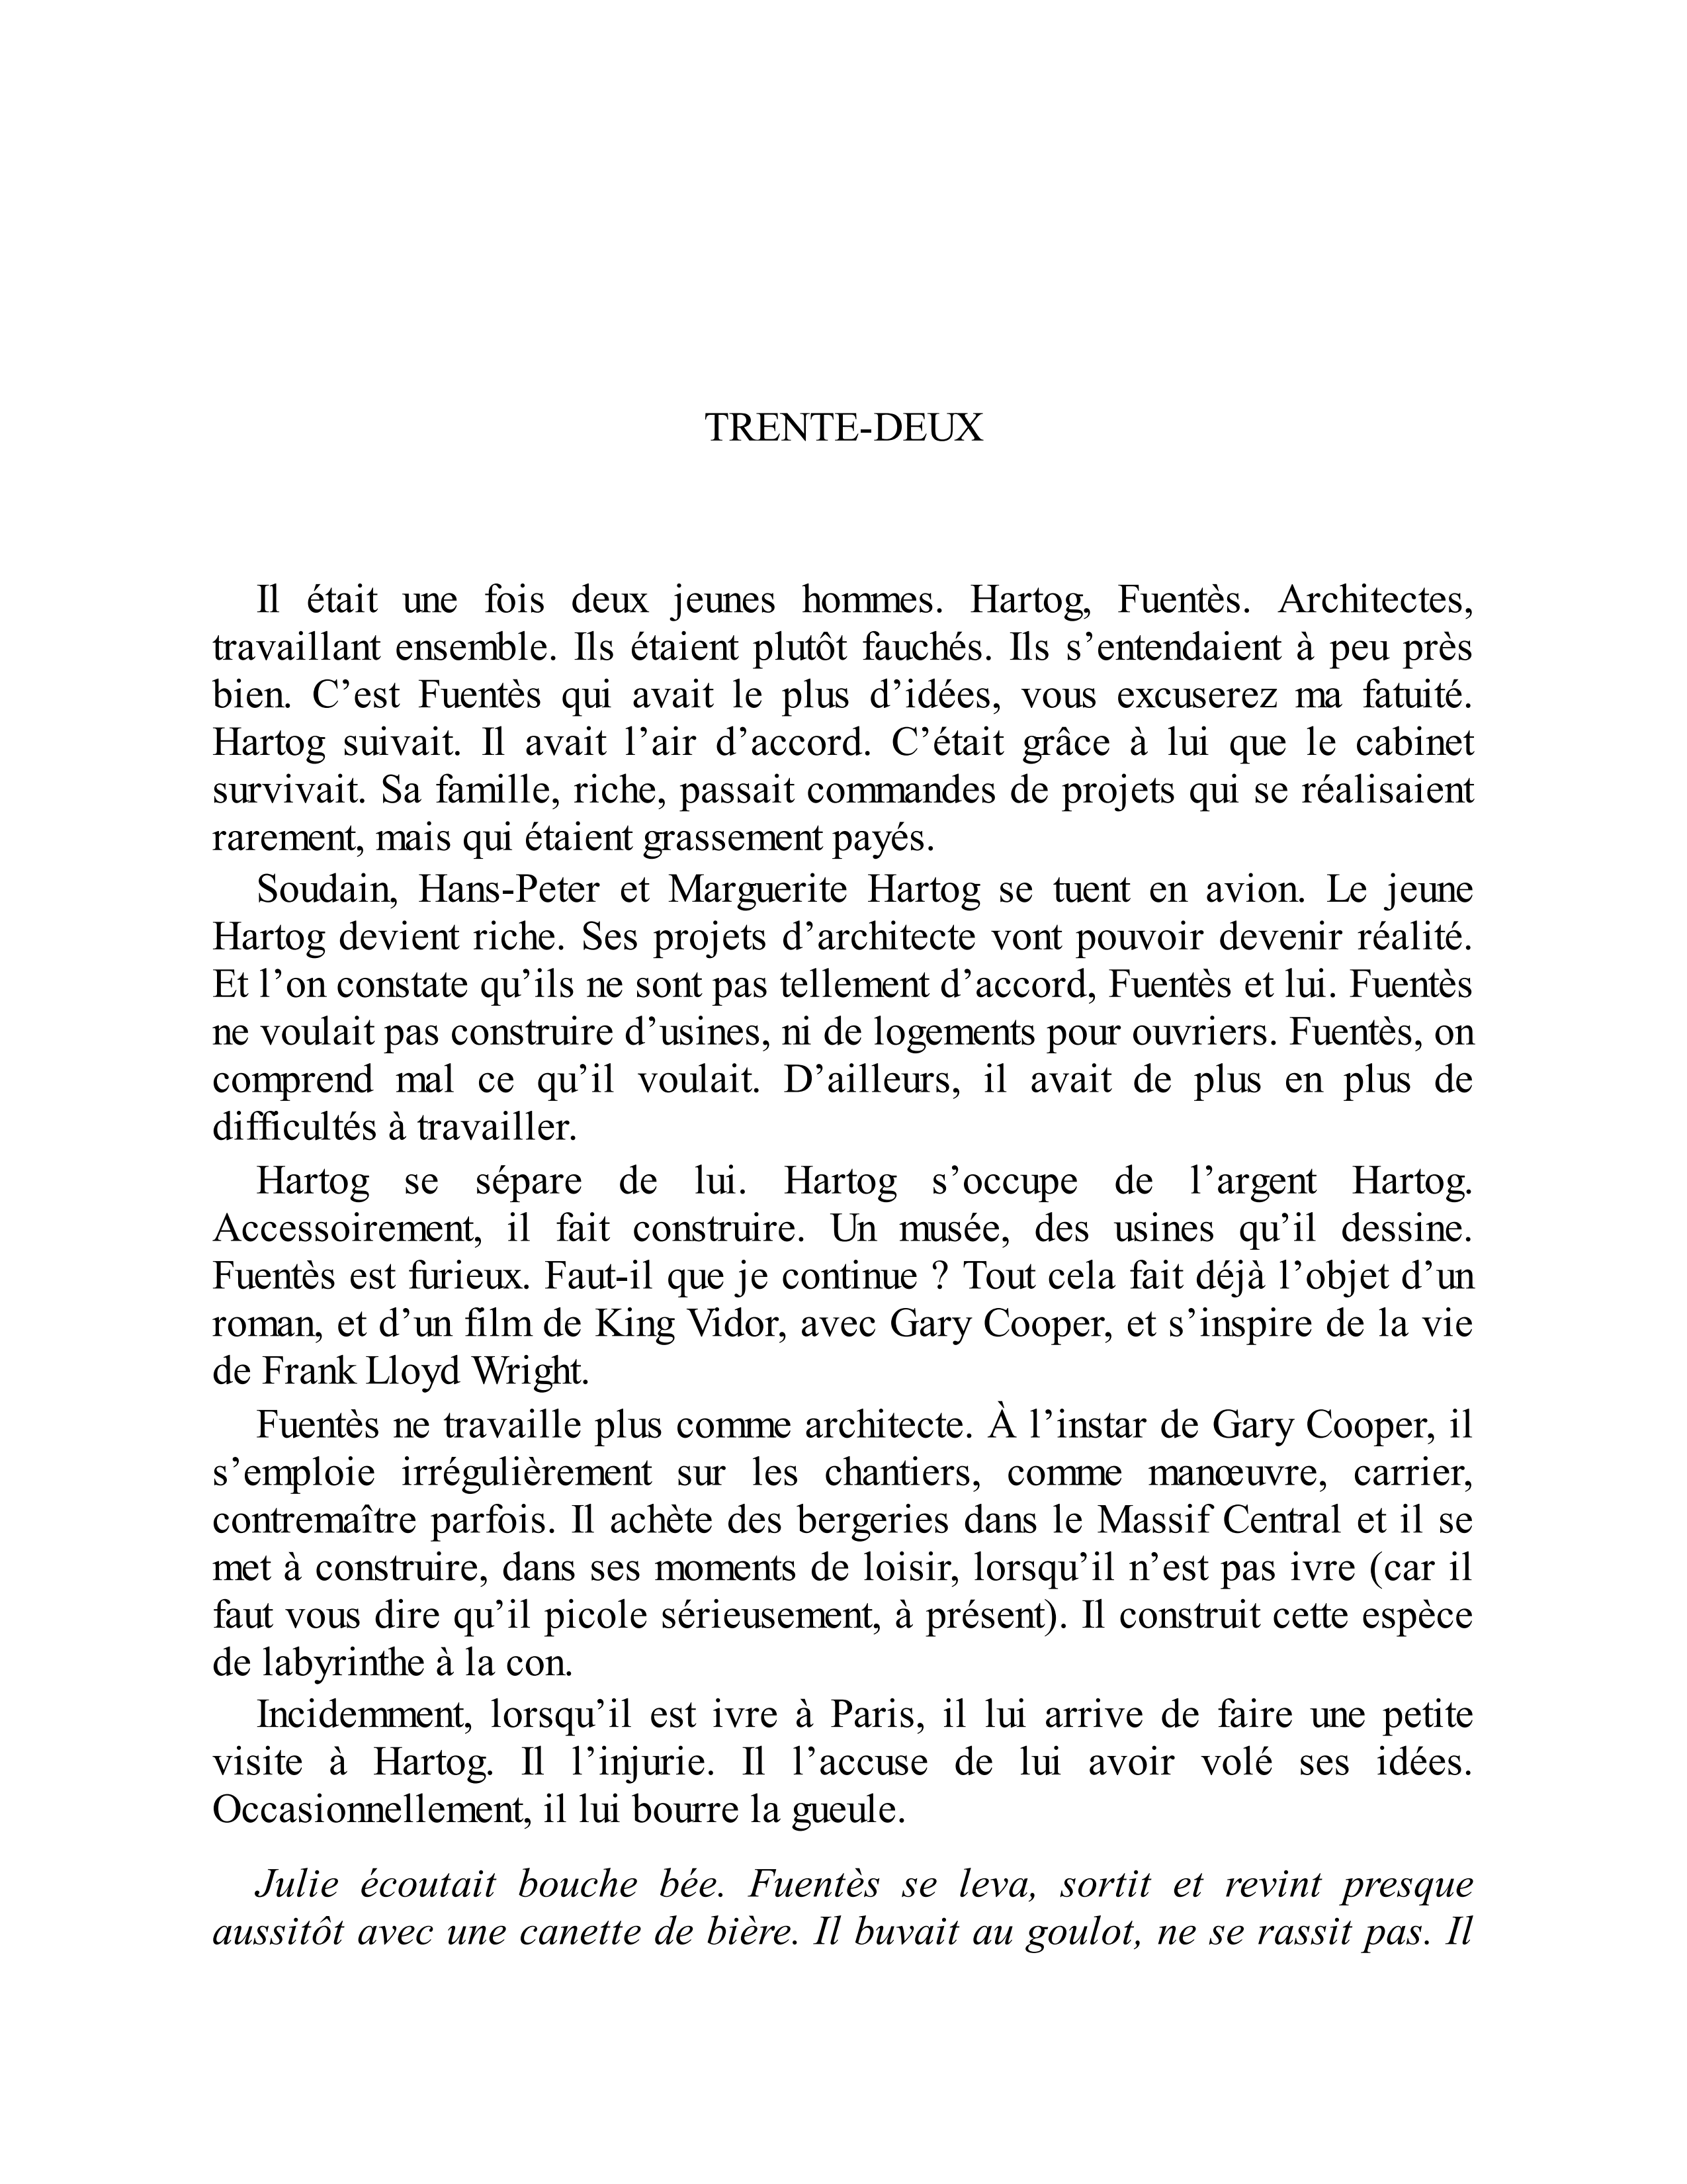 TRENTE-DEUX
Il était une fois deux jeunes hommes. Hartog, Fuentès. Architectes,
travaillant ensemble. Ils étaient plutôt fauchés. Ils s’entendaient à peu près
bien. C’est Fuentès qui avait le plus d’idées, vous excuserez ma fatuité.
Hartog suivait. Il avait l’air d’accord. C’était grâce à lui que le cabinet
survivait. Sa famille, riche, passait commandes de projets qui se réalisaient
rarement, mais qui étaient grassement payés.
Soudain, Hans-Peter et Marguerite Hartog se tuent en avion. Le jeune
Hartog devient riche. Ses projets d’architecte vont pouvoir devenir réalité.
Et l’on constate qu’ils ne sont pas tellement d’accord, Fuentès et lui. Fuentès
ne voulait pas construire d’usines, ni de logements pour ouvriers. Fuentès, on
comprend mal ce qu’il voulait. D’ailleurs, il avait de plus en plus de
difficultés à travailler.
Hartog se sépare de lui. Hartog s’occupe de l’argent Hartog.
Accessoirement, il fait construire. Un musée, des usines qu’il dessine.
Fuentès est furieux. Faut-il que je continue ? Tout cela fait déjà l’objet d’un
roman, et d’un film de King Vidor, avec Gary Cooper, et s’inspire de la vie
de Frank Lloyd Wright.
Fuentès ne travaille plus comme architecte. À l’instar de Gary Cooper, il
s’emploie irrégulièrement sur les chantiers, comme manœuvre, carrier,
contremaître parfois. Il achète des bergeries dans le Massif Central et il se
met à construire, dans ses moments de loisir, lorsqu’il n’est pas ivre (car il
faut vous dire qu’il picole sérieusement, à présent). Il construit cette espèce
de labyrinthe à la con.
Incidemment, lorsqu’il est ivre à Paris, il lui arrive de faire une petite
visite à Hartog. Il l’injurie. Il l’accuse de lui avoir volé ses idées.
Occasionnellement, il lui bourre la gueule.
Julie écoutait bouche bée. Fuentès se leva, sortit et revint presque
aussitôt avec une canette de bière. Il buvait au goulot, ne se rassit pas. Il